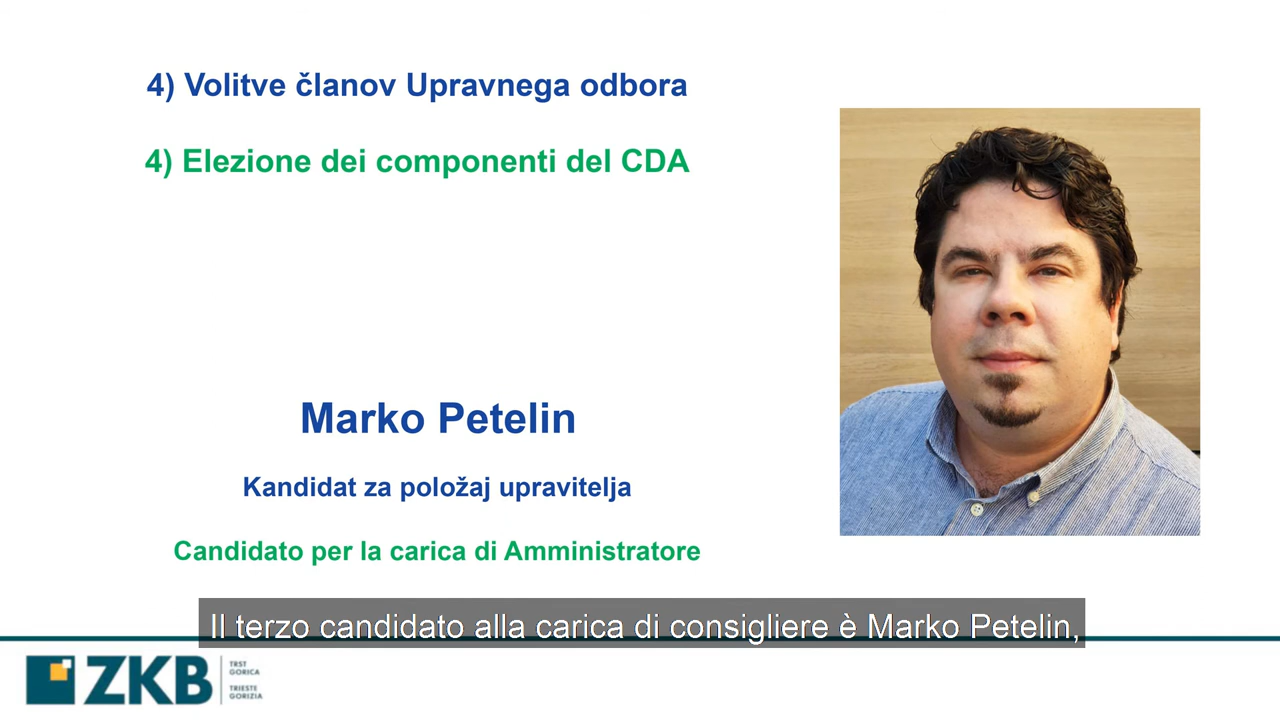 4) Volitve članov Upravnega odbora
4) Elezione dei componenti del CDA
Marko Petelin
Kandidat za položaj upravitelja
Candidato per la carica di Amministratore
Il terzo candidato alla carica di consigliere è Marko Petelin,
ZKB
TRST
GORICA
TRIESTE
GORIZIA